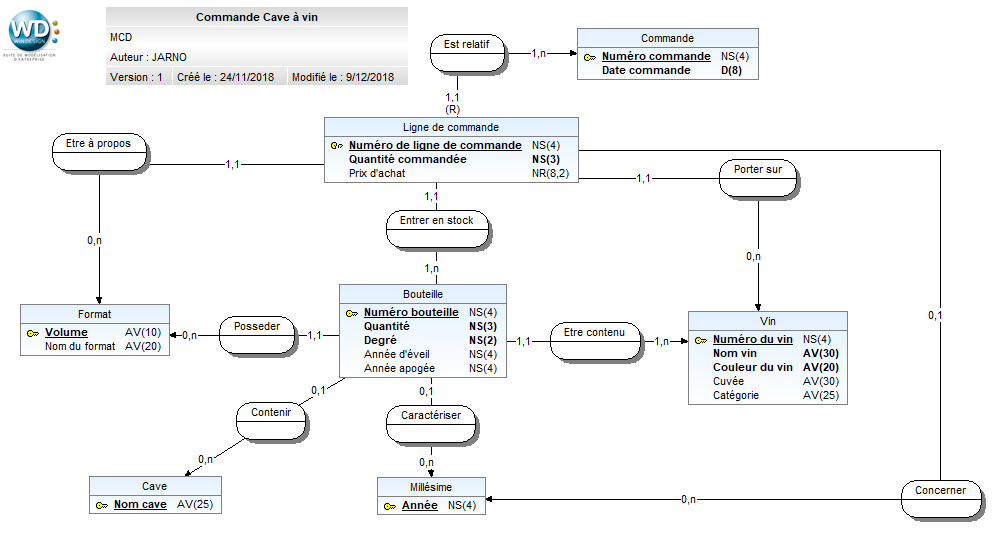 WD
WINDESIGN
SUITE DE MODELISATION
D'ENTREPRISE
Commande Cave à vin
MCD
Auteur : JARNO
Version : 1 Créé le : 24/11/2018 Modifié le : 9/12/2018
Est relatif
1,n
Commande
Numéro commande NS(4)
Date commande D(8)
1,1
(R)
Ligne de commande
Numéro de ligne de commande NS(4)
Quantité commandée NS(3)
Prix d'achat NR(8,2)
Etre à propos
1,1
0,n
1,1
Porter sur
0,n
1,1
Entrer en stock
1,n
0,1
Format
Volume AV(10)
Nom du format AV(20)
0,n
Posseder
1,1
Bouteille
Numéro bouteille NS(4)
Quantité NS(3)
Degré NS(2)
Année d'éveil NS(4)
Année apogée NS(4)
1,1
Etre contenu
1,n
Vin
Numéro du vin NS(4)
Nom vin AV(30)
Couleur du vin AV(20)
Cuvée AV(30)
Catégorie AV(25)
0,1
Contenir
0,n
0,1
Caractériser
0,n
Cave
Nom cave AV(25)
Millésime
Année NS(4)
0,n
Concerner